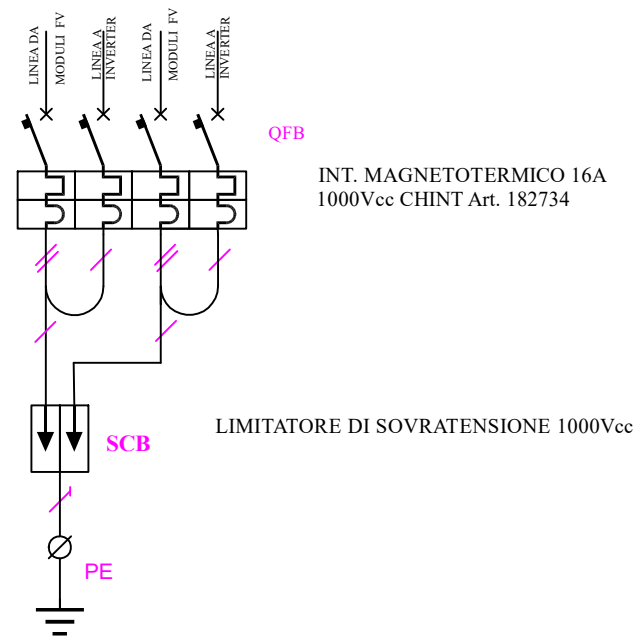 LINEA DA
MODULI FV
LINEA A
INVERTER
LINEA DA
MODULI FV
LINEA A
INVERTER
QFB
INT. MAGNETOTERMICO 16A
1000Vcc CHINT Art. 182734
LIMITATORE DI SOVRATENSIONE 1000Vcc
SCB
PE